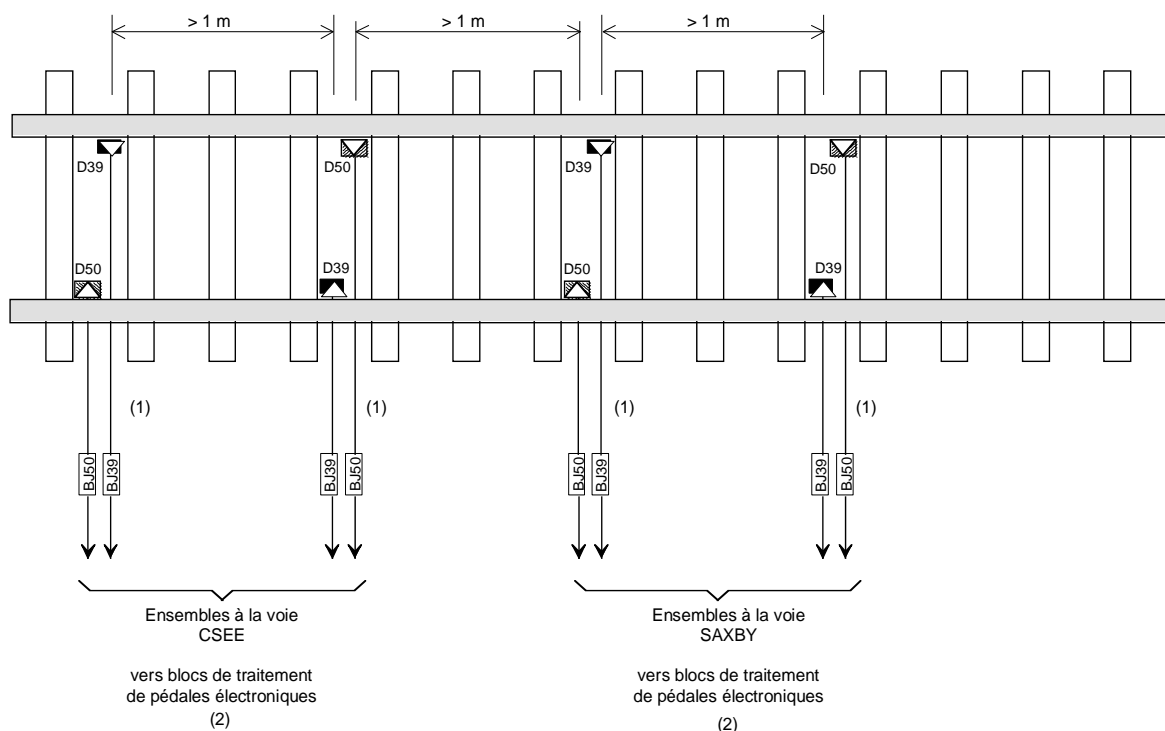 > 1 m
> 1 m
> 1 m
D39
D50
D39
D50
D50
D39
D50
D39
(1)
(1)
(1)
(1)
BJ50
BJ39
BJ39
BJ50
BJ50
BJ39
BJ39
BJ50
Ensembles à la voie
CSEE
vers blocs de traitement
de pédales électroniques
(2)
Ensembles à la voie
SAXBY
vers blocs de traitement
de pédales électroniques
(2)